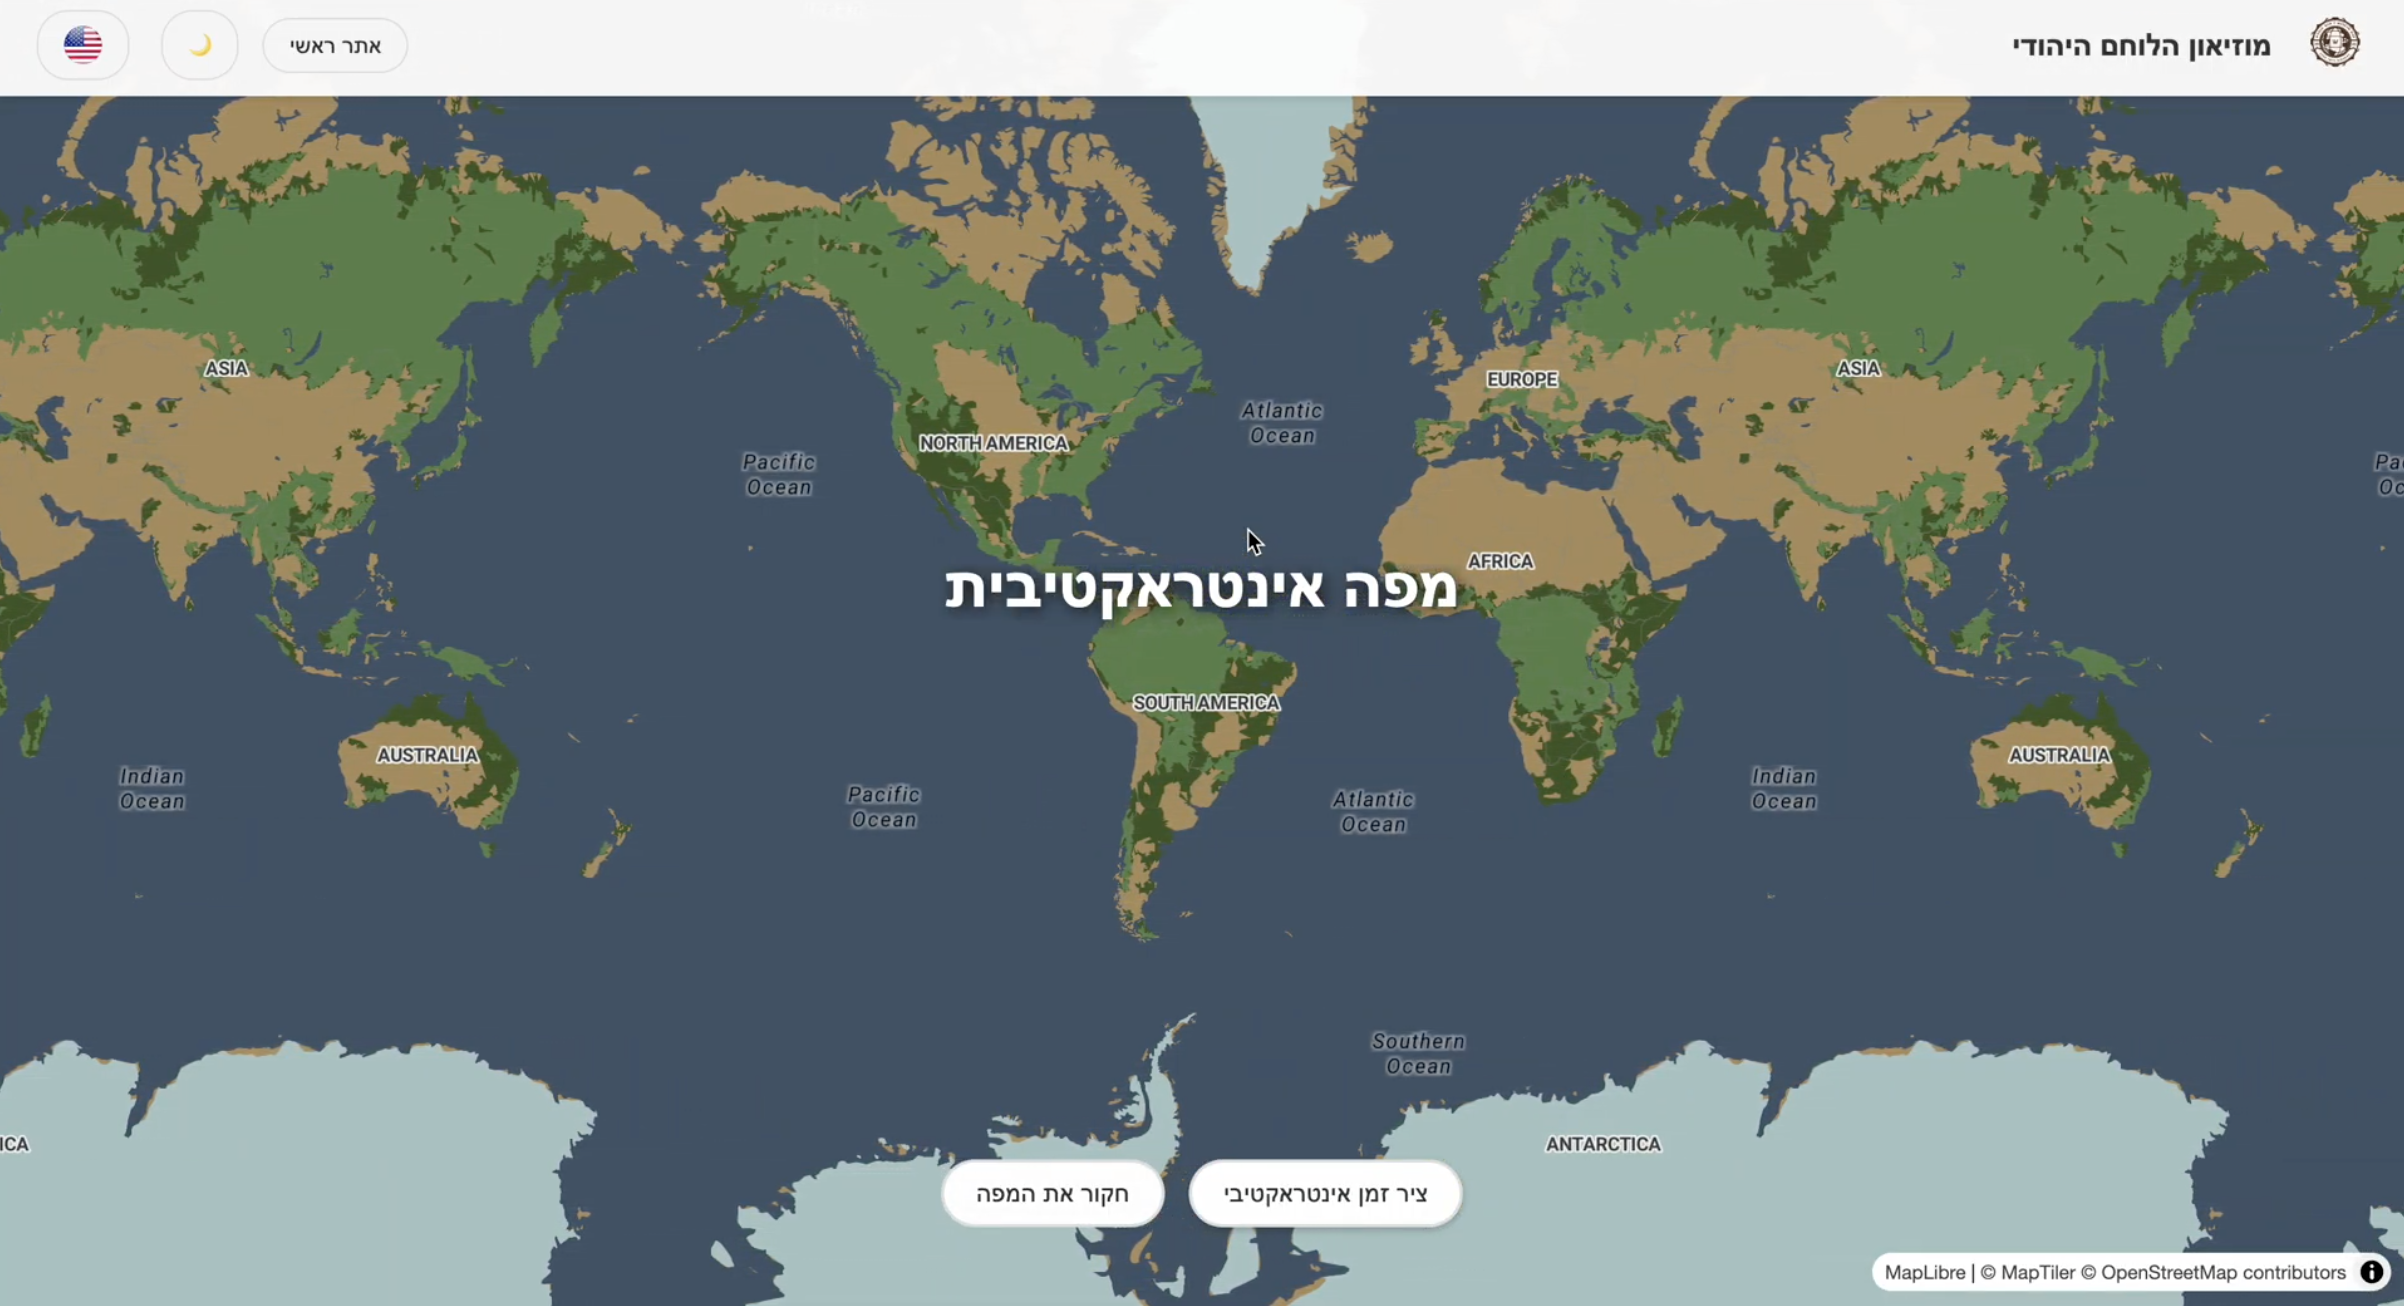 מוזיאון הלוחם היהודי
אתר ראשי
ASIA
EUROPE
ASIA
Atlantic
Ocean
NORTH AMERICA
Pacific
Ocean
Pa
Oc
AFRICA
מפה אינטראקטיבית
SOUTH AMERICA
AUSTRALIA
AUSTRALIA
Indian
Ocean
Pacific
Ocean
Atlantic
Ocean
Indian
Ocean
Southern
Ocean
ICA
ANTARCTICA
ציר זמן אינטראקטיבי
חקור את המפה
MapLibre | © MapTiler © OpenStreetMap contributors